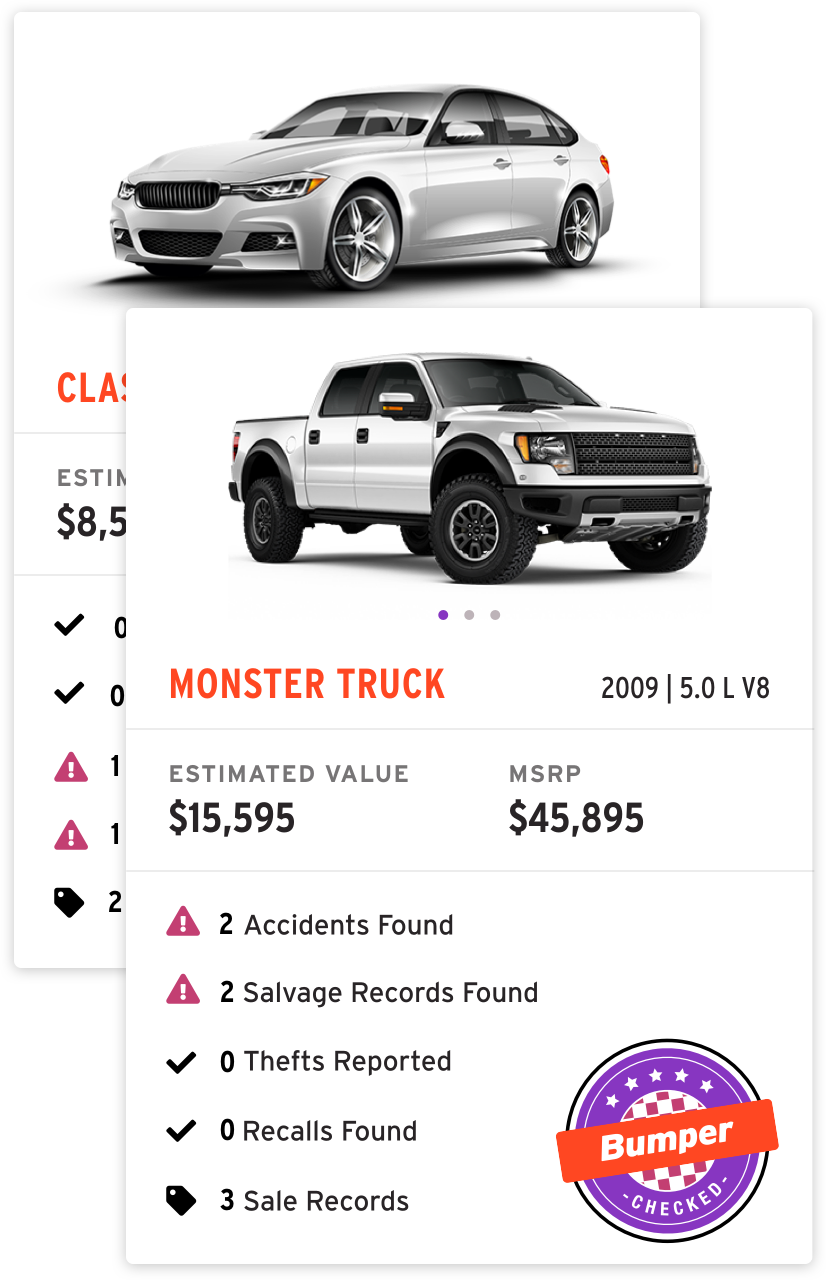 CLAS
ESTIM
$8,5
0
0
1
1
2
MONSTER TRUCK
2009 | 5.0 L V8
ESTIMATED VALUE
MSRP
$15,595
$45,895
2 Accidents Found
2 Salvage Records Found
0 Thefts Reported
0 Recalls Found
3 Sale Records
Bumper
-CHECKED-